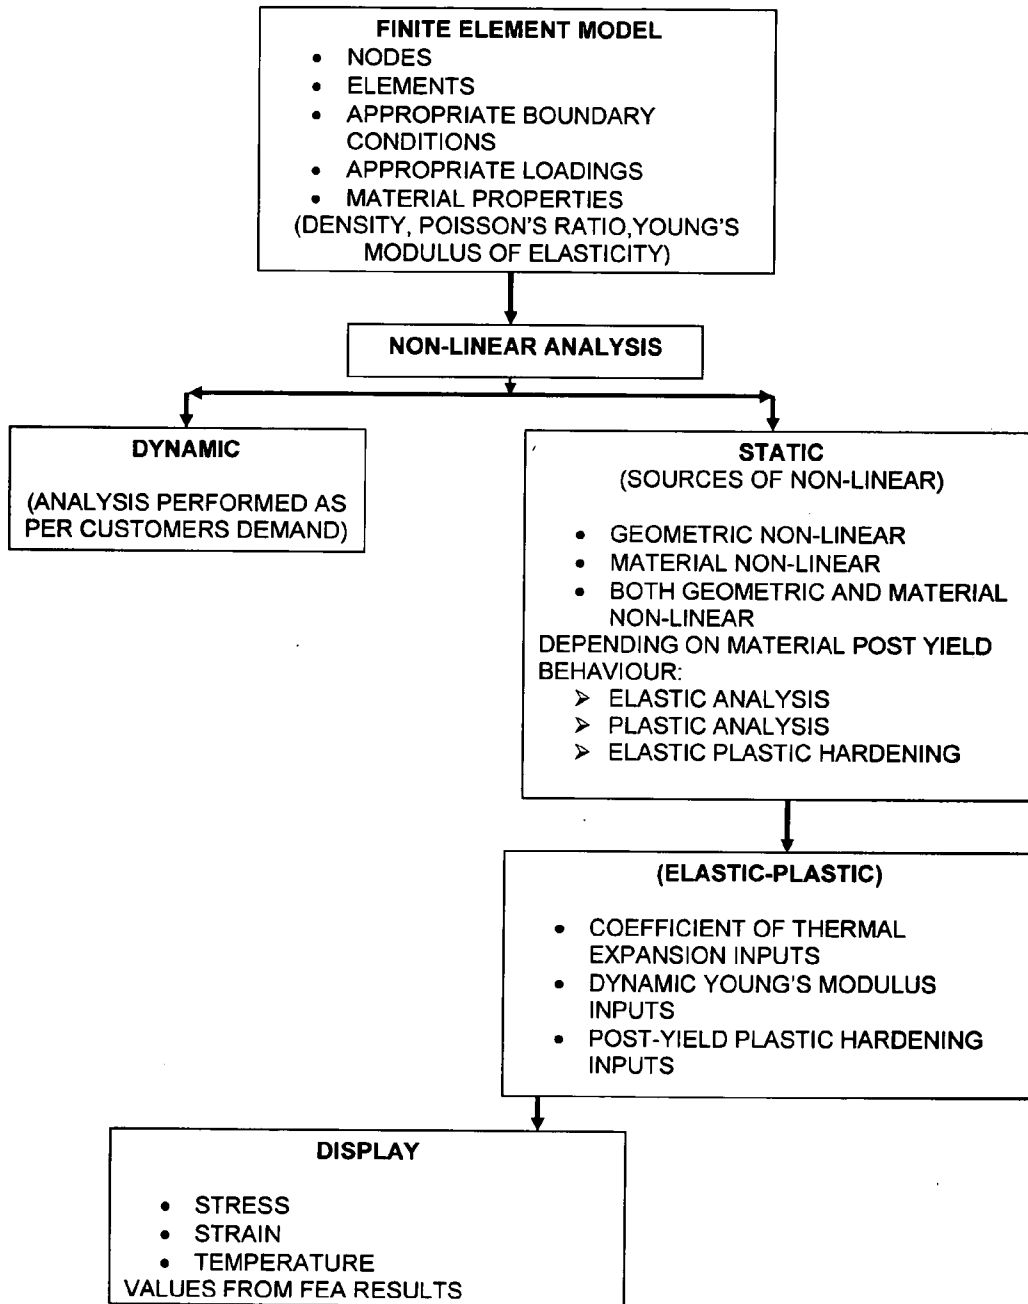 FINITE ELEMENT MODEL
• NODES
• ELEMENTS
• APPROPRIATE BOUNDARY
CONDITIONS
• APPROPRIATE LOADINGS
• MATERIAL PROPERTIES
(DENSITY, POISSON'S RATIO,YOUNG'S
MODULUS OF ELASTICITY)
NON-LINEAR ANALYSIS
DYNAMIC
(ANALYSIS PERFORMED AS
PER CUSTOMERS DEMAND)
STATIC
(SOURCES OF NON-LINEAR)
• GEOMETRIC NON-LINEAR
• MATERIAL NON-LINEAR
• BOTH GEOMETRIC AND MATERIAL
NON-LINEAR
DEPENDING ON MATERIAL POST YIELD
BEHAVIOUR:
➢ ELASTIC ANALYSIS
➢ PLASTIC ANALYSIS
➢ ELASTIC PLASTIC HARDENING
(ELASTIC-PLASTIC)
• COEFFICIENT OF THERMAL
EXPANSION INPUTS
• DYNAMIC YOUNG'S MODULUS
INPUTS
• POST-YIELD PLASTIC HARDENING
INPUTS
DISPLAY
• STRESS
• STRAIN
• TEMPERATURE
VALUES FROM FEA RESULTS